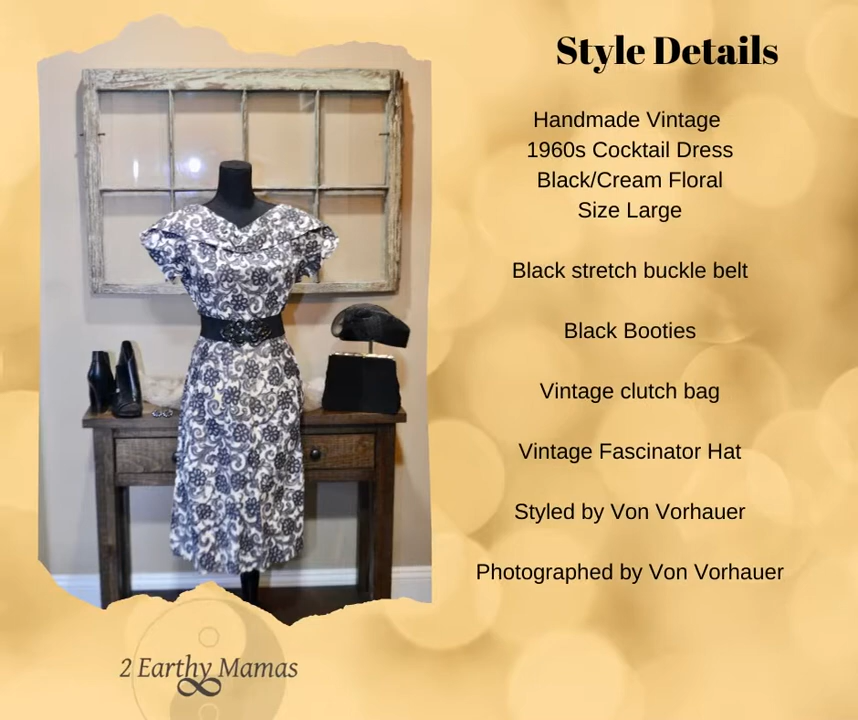 Style Details
Handmade Vintage
1960s Cocktail Dress
Black/Cream Floral
Size Large
Black stretch buckle belt
Black Booties
Vintage clutch bag
Vintage Fascinator Hat
Styled by Von Vorhauer
Photographed by Von Vorhauer
2 Earthy Mamas